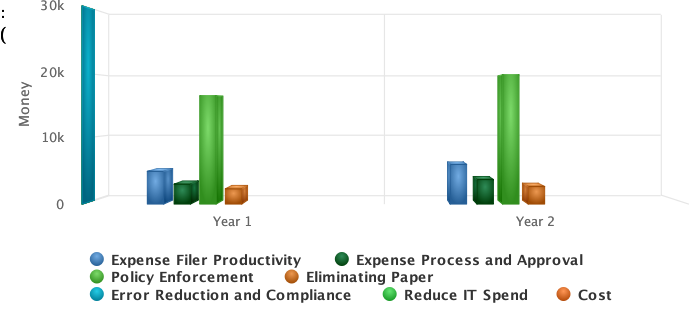 :
(
30k
20k
10k
0
Money
Year 1 Year 2
Expense Filer Productivity Expense Process and Approval
Policy Enforcement Eliminating Paper
Error Reduction and Compliance Reduce IT Spend Cost